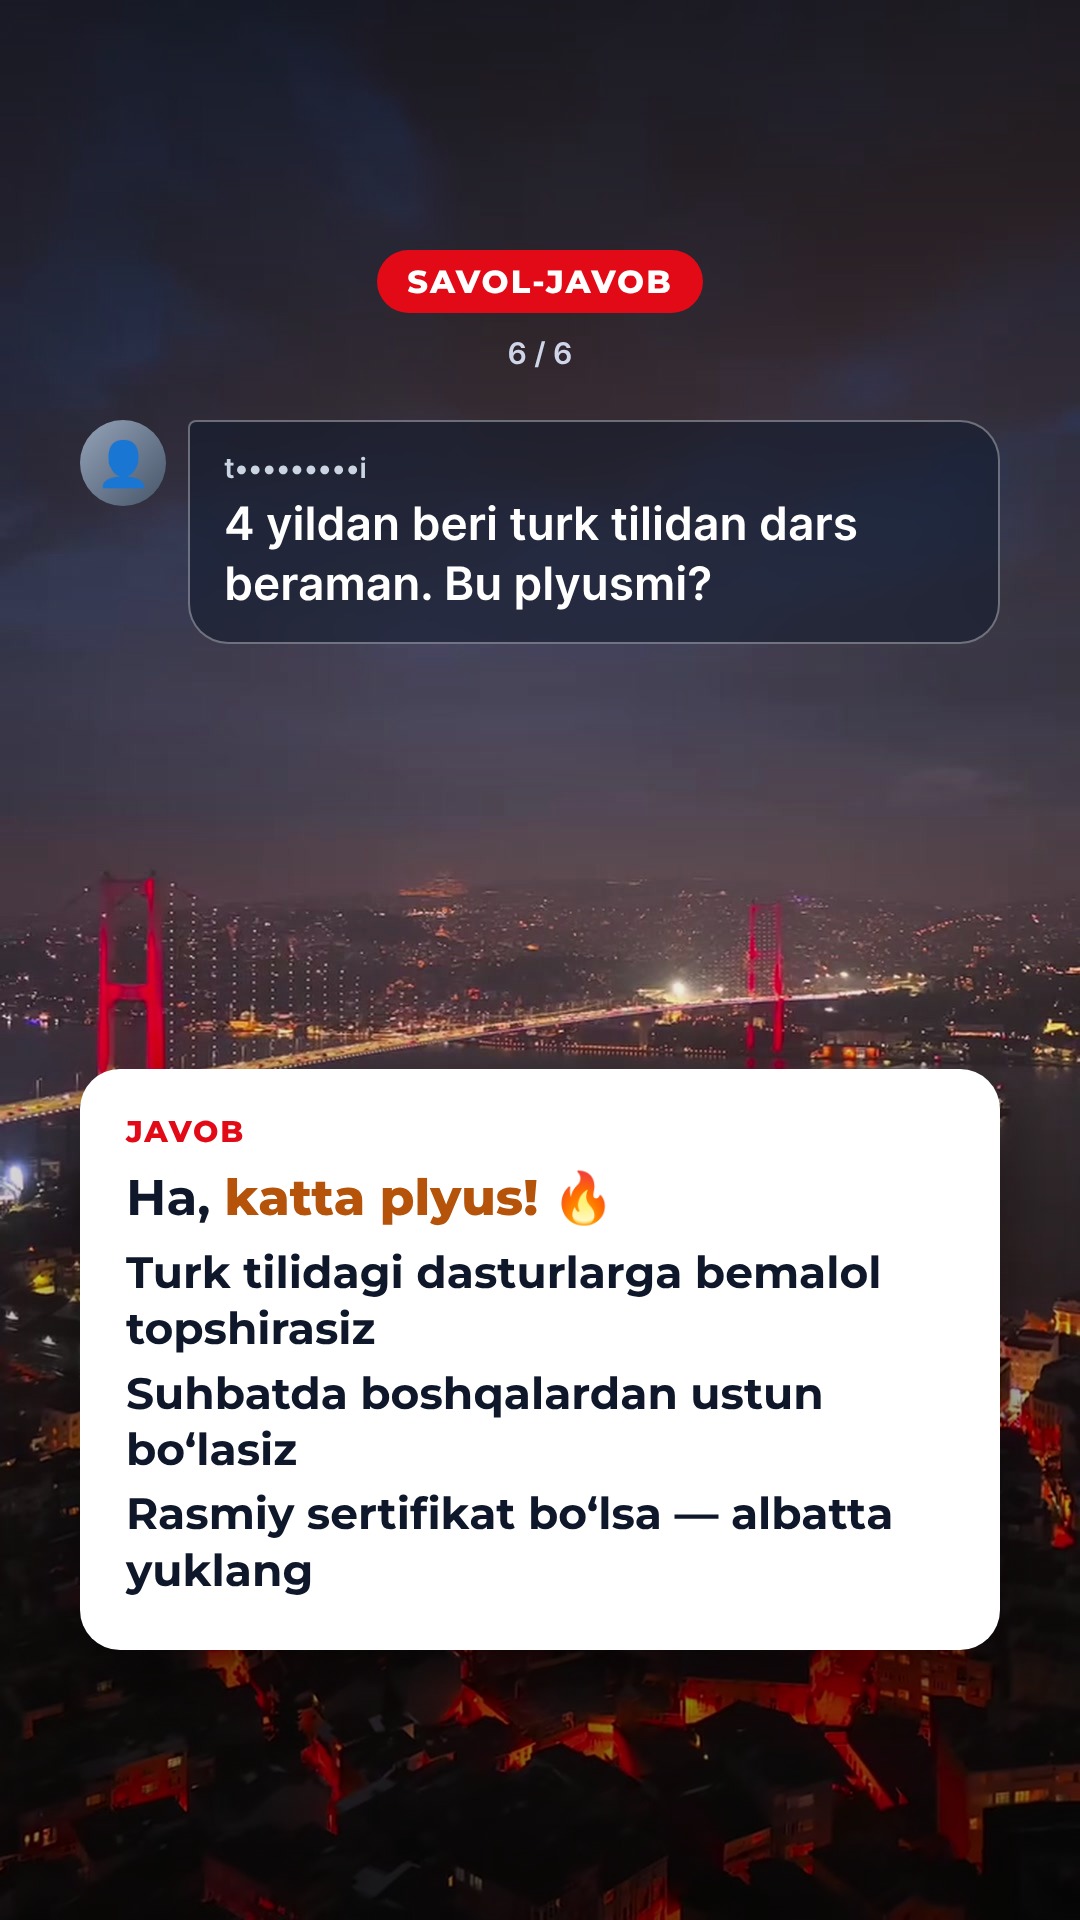 SAVOL-JAVOB
6 / 6
t•••••••••i
4 yildan beri turk tilidan dars
beraman. Bu plyusmi?
JAVOB
Ha, katta plyus! 🔥
Turk tilidagi dasturlarga bemalol
topshirasiz
Suhbatda boshqalardan ustun
bo‘lasiz
Rasmiy sertifikat bo‘lsa — albatta
yuklang